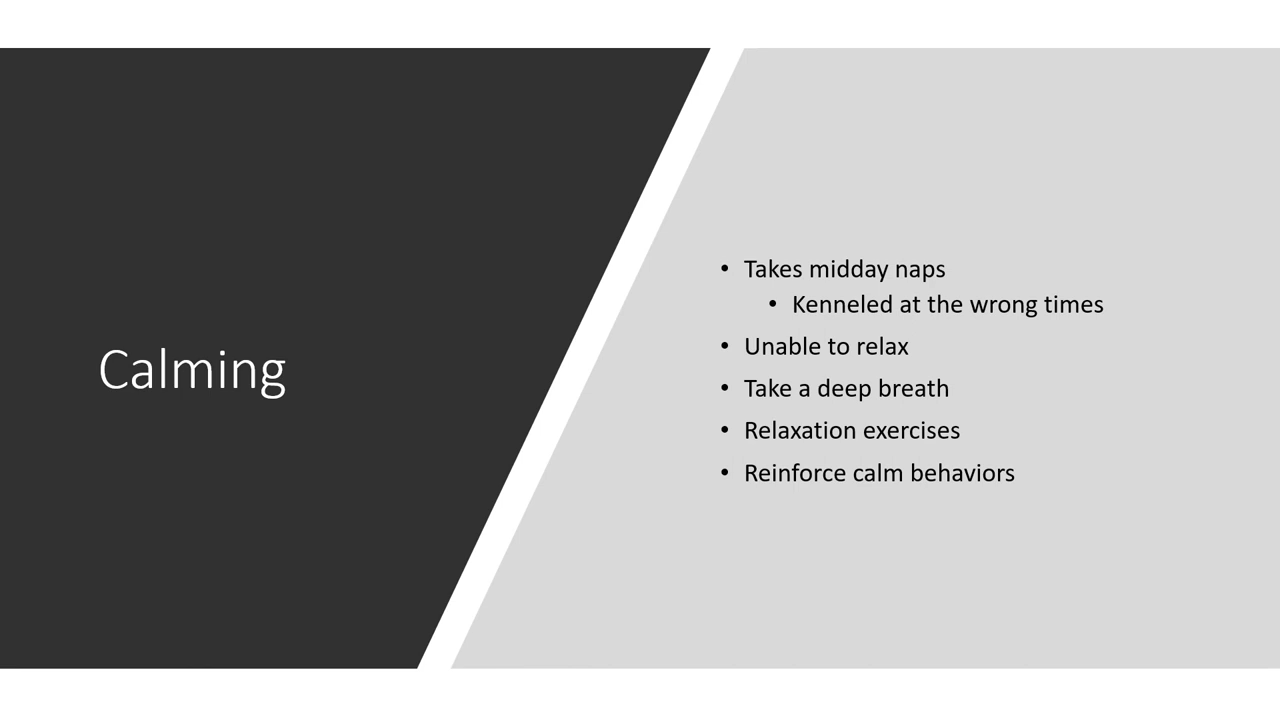 Calming
• Takes midday naps
• Kenneled at the wrong times
• Unable to relax
• Take a deep breath
• Relaxation exercises
• Reinforce calm behaviors